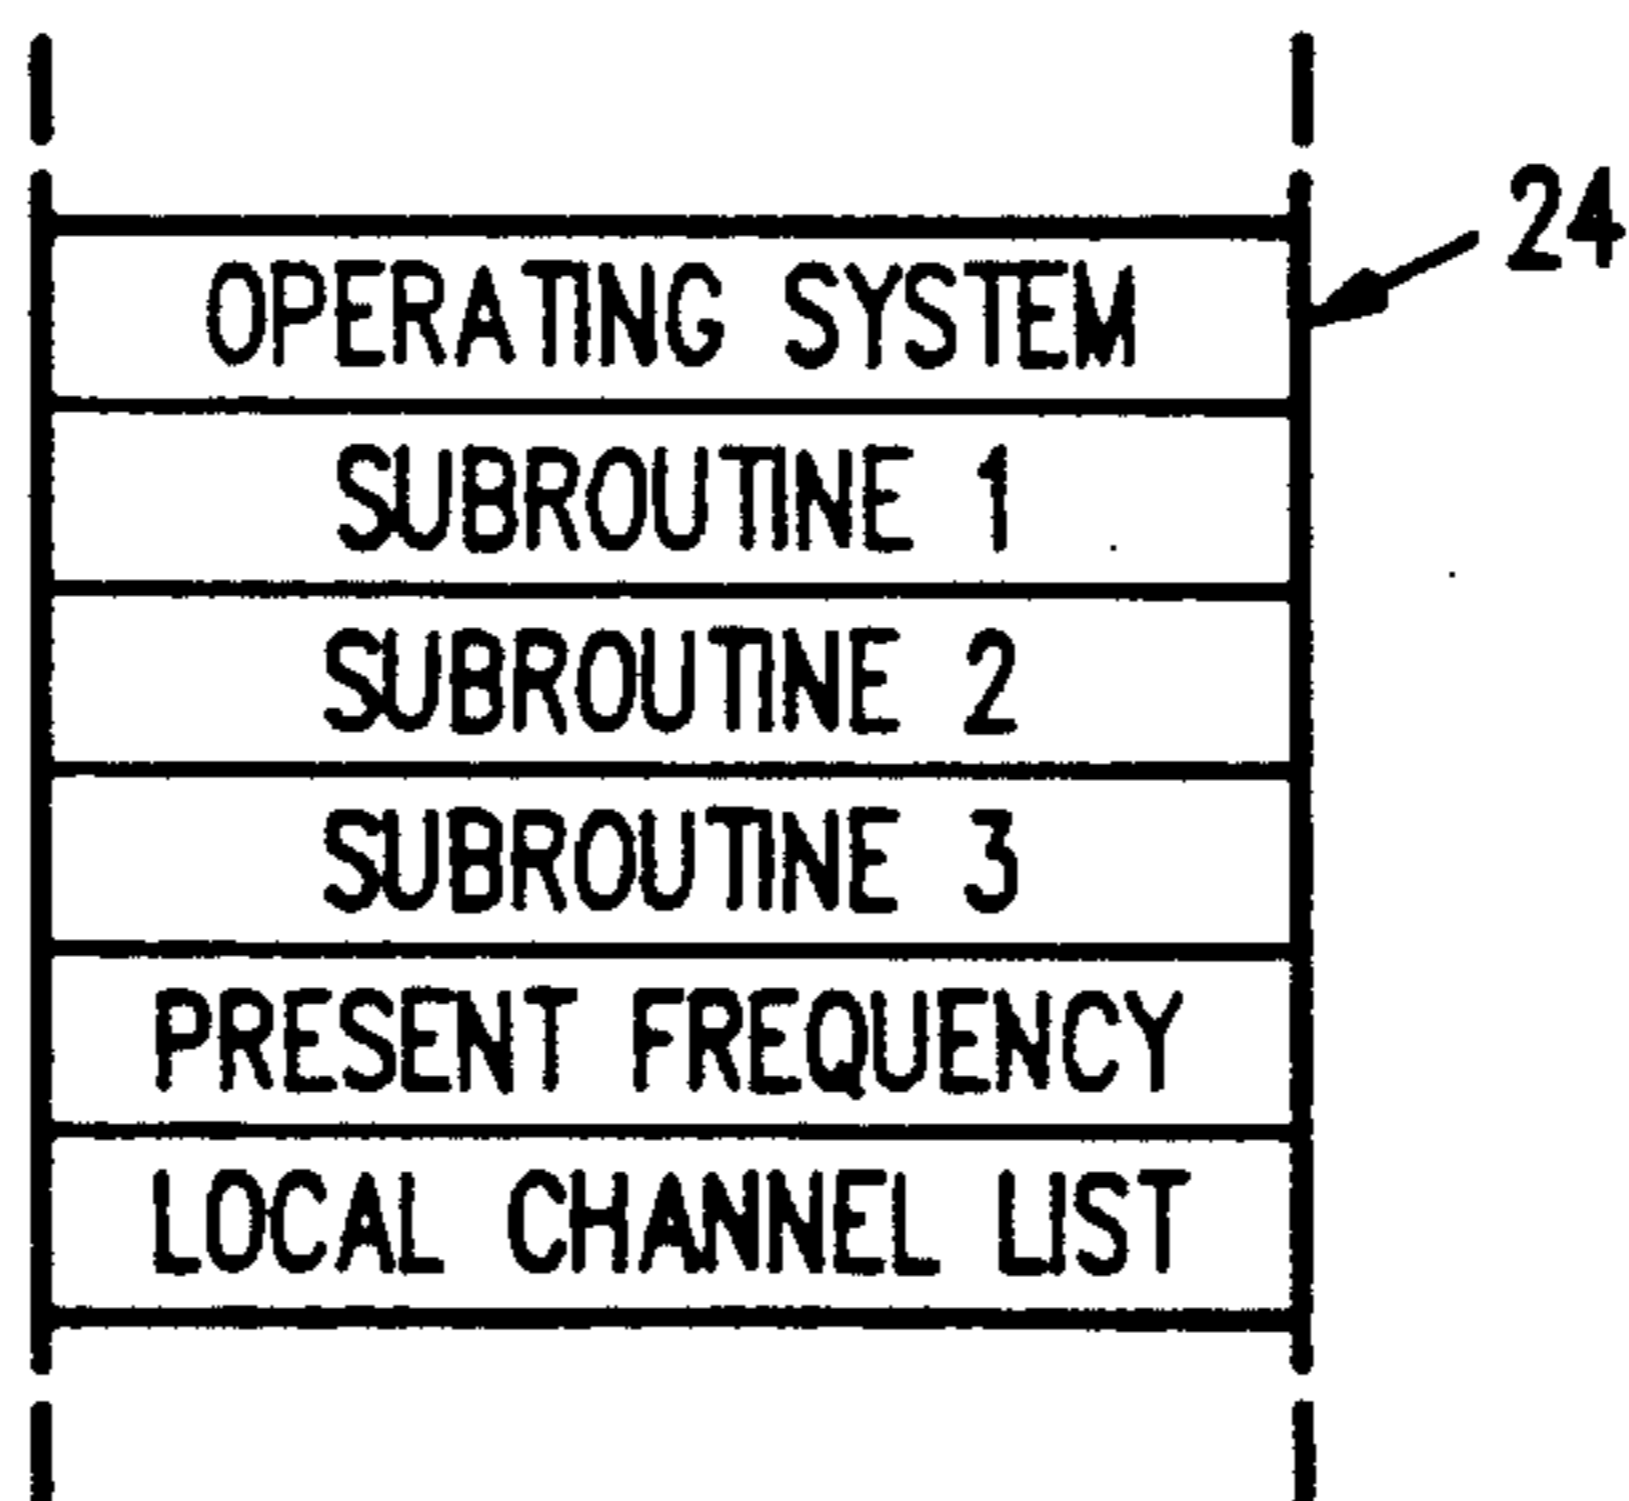 24
OPERATING SYSTEM
SUBROUTINE 1
SUBROUTINE 2
SUBROUTINE 3
PRESENT FREQUENCY
LOCAL CHANNEL LIST